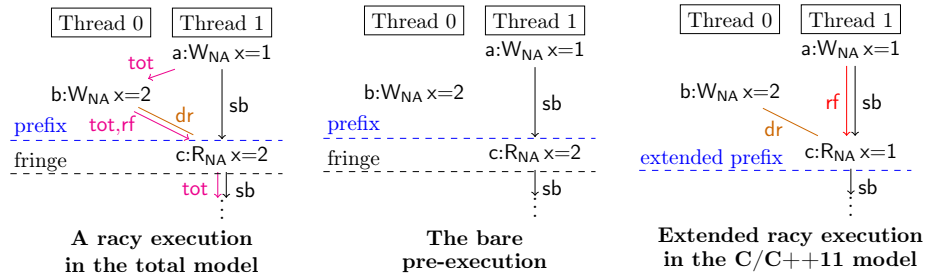 Thread 0 Thread 1
a:W_NA x=1
tot
b:W_NA x=2
sb
dr
tot,rf
prefix
c:R_NA x=2
fringe
tot
sb
⋮
A racy execution
in the total model
Thread 0 Thread 1
a:W_NA x=1
b:W_NA x=2
sb
prefix
c:R_NA x=2
fringe
sb
⋮
The bare
pre-execution
Thread 0 Thread 1
a:W_NA x=1
b:W_NA x=2
rf sb
dr
c:R_NA x=1
extended prefix
sb
⋮
Extended racy execution
in the C/C++11 model